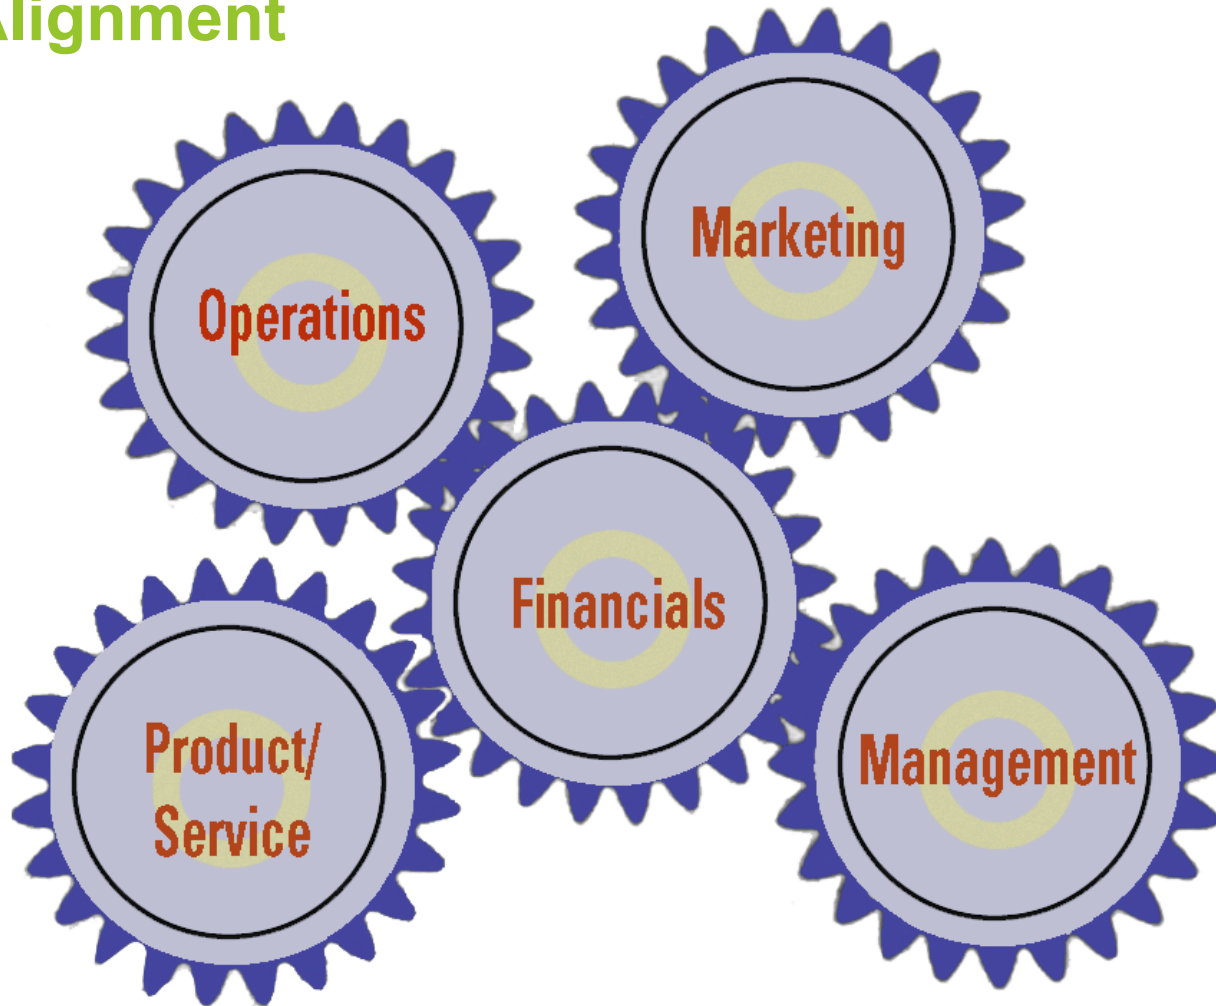 Alignment
Marketing
Operations
Financials
Product/
Service
Management